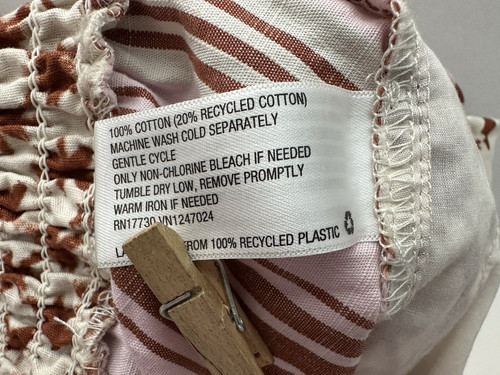 100% COTTON (20% RECYCLED COTTON)
MACHINE WASH COLD SEPARATELY
GENTLE CYCLE
ONLY NON-CHLORINE BLEACH IF NEEDED
TUMBLE DRY LOW, REMOVE PROMPTLY
WARM IRON IF NEEDED
RN17730 VN1247024
FROM 100% RECYCLED PLASTIC